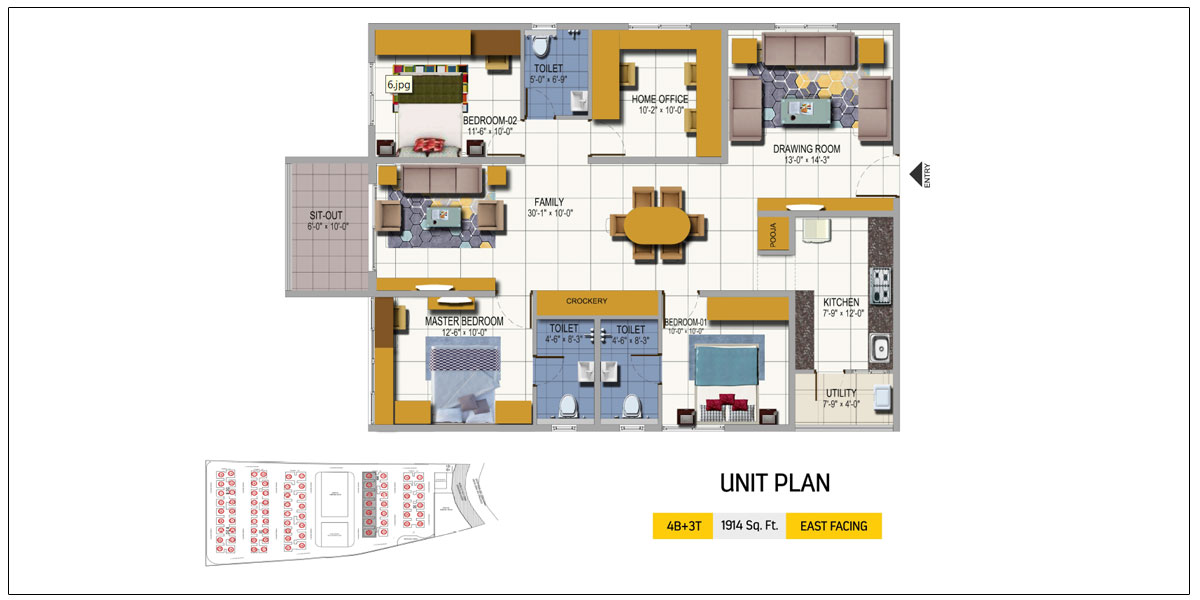 TOILET
5'-0" x 6'-9"
6.jpg
HOME OFFICE
10'-2" x 10'-0"
BEDROOM-02
11'-6" x 10'-0"
DRAWING ROOM
13'-0" x 14'-3"
ENTRY
SIT-OUT
6'-0" x 10'-0"
FAMILY
30'-1" x 10'-0"
POOJA
CROCKERY
KITCHEN
7'-9" x 12'-0"
MASTER BEDROOM
12'-6" x 10'-0"
TOILET
4'-6" x 8'-3"
TOILET
4'-6" x 8'-3"
BEDROOM-01
10'-0" x 10'-0"
UTILITY
7'-9" x 4'-0"
UNIT PLAN
4B+3T
1914 Sq. Ft.
EAST FACING